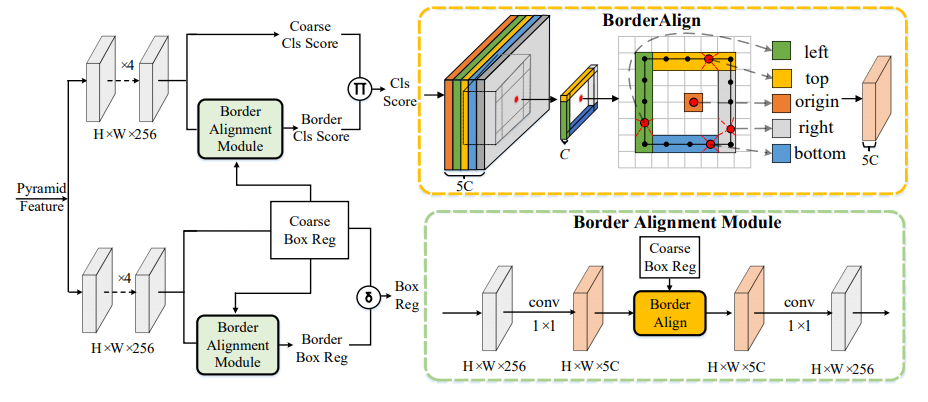 Coarse
Cls Score
×4
H×W×256
Border
Alignment
Module
Border
Cls Score
Π
Cls
Score
Pyramid
Feature
Coarse
Box Reg
×4
H×W×256
Border
Alignment
Module
Border
Box Reg
δ
Box
Reg
BorderAlign
5C
C
left
top
origin
right
bottom
5C
Border Alignment Module
Coarse
Box Reg
conv
1×1
Border
Align
conv
1×1
H×W×256
H×W×5C
H×W×5C
H×W×256